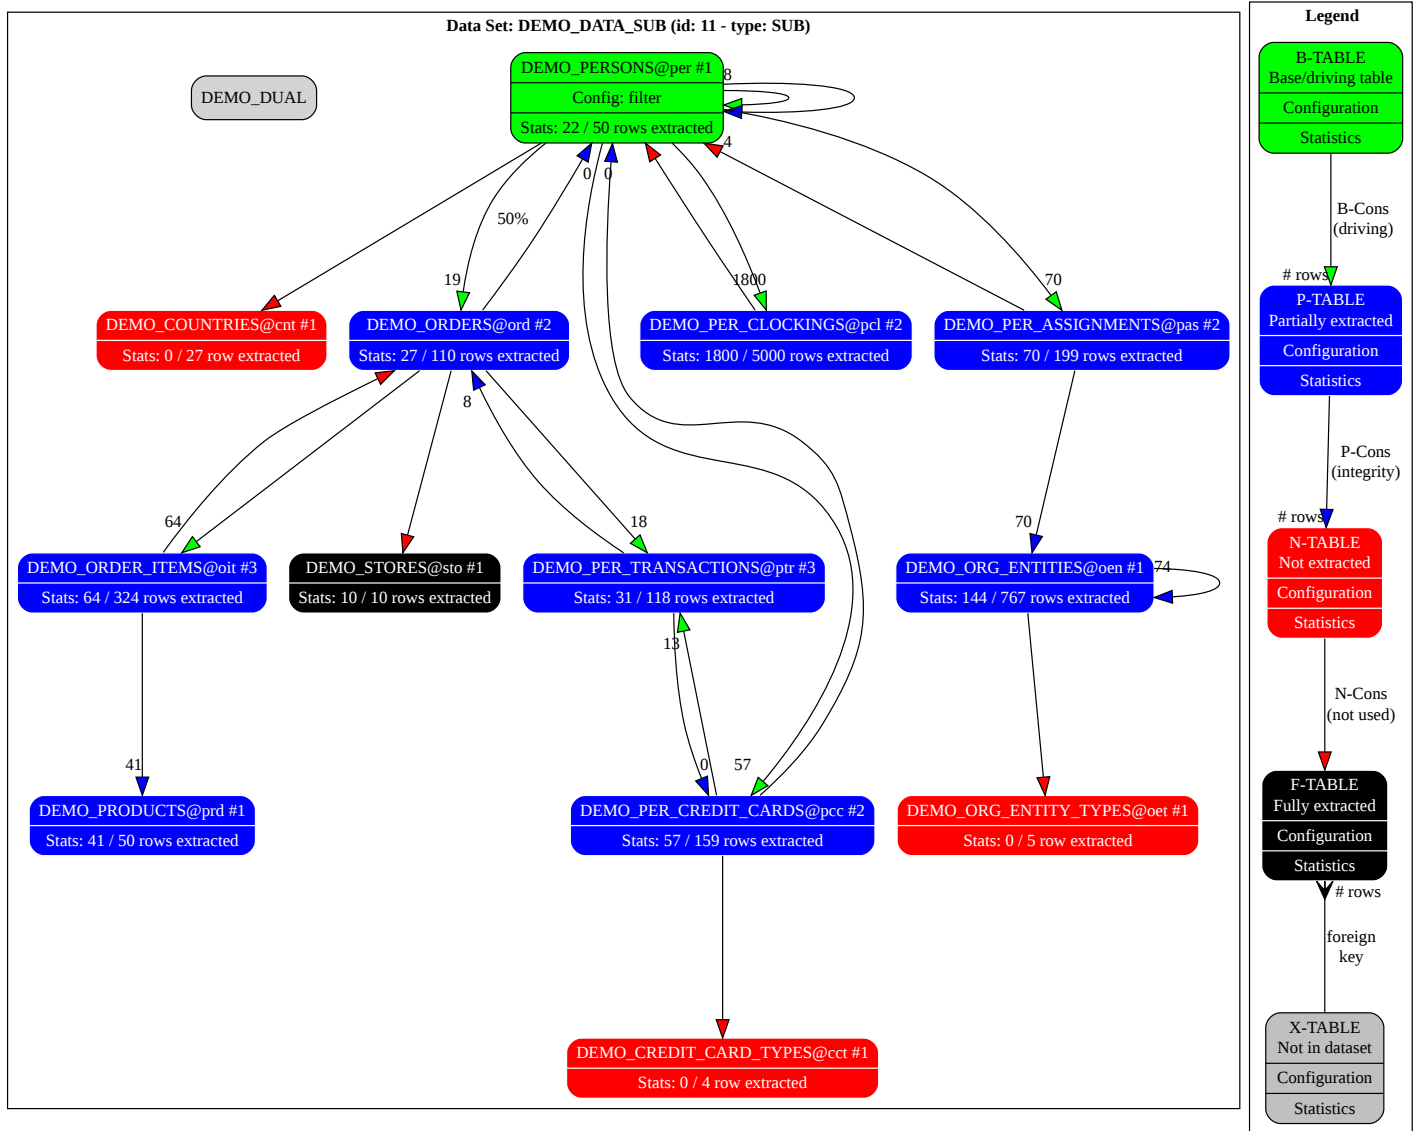 Data Set: DEMO_DATA_SUB (id: 11 - type: SUB)
DEMO_DUAL
DEMO_PERSONS@per #1
Config: filter
Stats: 22 / 50 rows extracted
8
4
0
0
50%
19
1800
70
DEMO_COUNTRIES@cnt #1
Stats: 0 / 27 row extracted
DEMO_ORDERS@ord #2
Stats: 27 / 110 rows extracted
DEMO_PER_CLOCKINGS@pcl #2
Stats: 1800 / 5000 rows extracted
DEMO_PER_ASSIGNMENTS@pas #2
Stats: 70 / 199 rows extracted
8
64
18
70
DEMO_ORDER_ITEMS@oit #3
Stats: 64 / 324 rows extracted
DEMO_STORES@sto #1
Stats: 10 / 10 rows extracted
DEMO_PER_TRANSACTIONS@ptr #3
Stats: 31 / 118 rows extracted
DEMO_ORG_ENTITIES@oen #1
Stats: 144 / 767 rows extracted
74
13
41
0
57
DEMO_PRODUCTS@prd #1
Stats: 41 / 50 rows extracted
DEMO_PER_CREDIT_CARDS@pcc #2
Stats: 57 / 159 rows extracted
DEMO_ORG_ENTITY_TYPES@oet #1
Stats: 0 / 5 row extracted
DEMO_CREDIT_CARD_TYPES@cct #1
Stats: 0 / 4 row extracted
Legend
B-TABLE
Base/driving table
Configuration
Statistics
B-Cons
(driving)
# rows
P-TABLE
Partially extracted
Configuration
Statistics
P-Cons
(integrity)
# rows
N-TABLE
Not extracted
Configuration
Statistics
N-Cons
(not used)
F-TABLE
Fully extracted
Configuration
Statistics
# rows
foreign
key
X-TABLE
Not in dataset
Configuration
Statistics